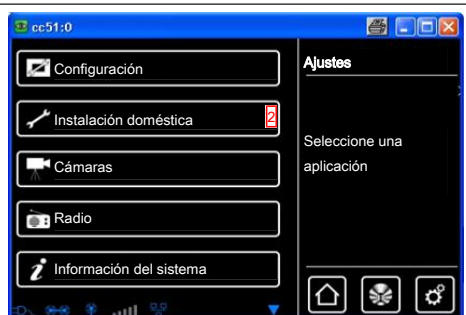 cc51:0
Configuración
Instalación doméstica
2
Cámaras
Radio
Información del sistema
Ajustes
Seleccione una
aplicación